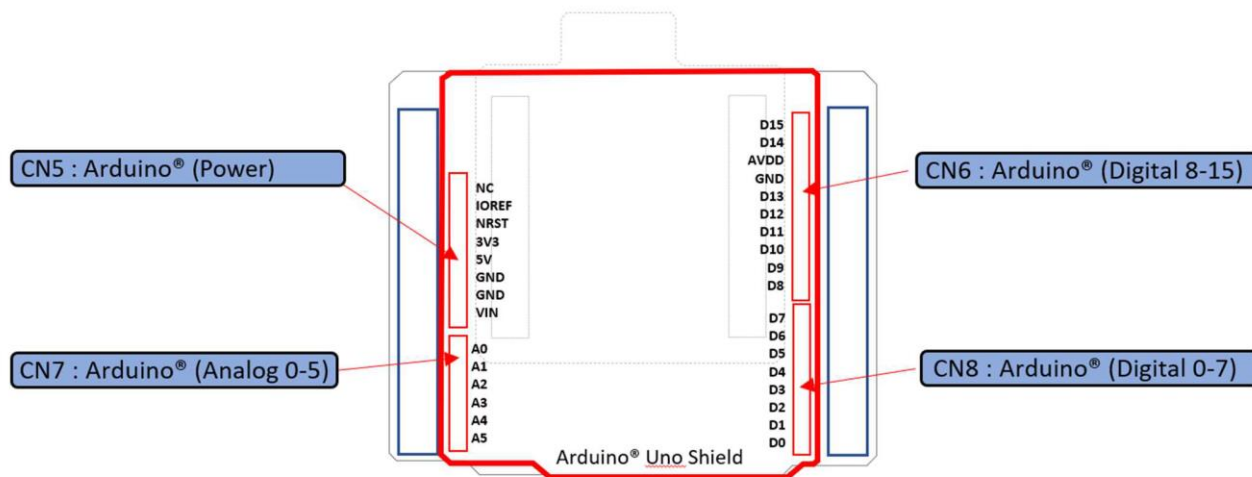 CN5 : Arduino® (Power)
NC
IOREF
NRST
3V3
5V
GND
GND
VIN
CN7 : Arduino® (Analog 0-5)
A0
A1
A2
A3
A4
A5
D15
D14
AVDD
GND
D13
D12
D11
D10
D9
D8
CN6 : Arduino® (Digital 8-15)
D7
D6
D5
D4
D3
D2
D1
D0
CN8 : Arduino® (Digital 0-7)
Arduino® Uno Shield